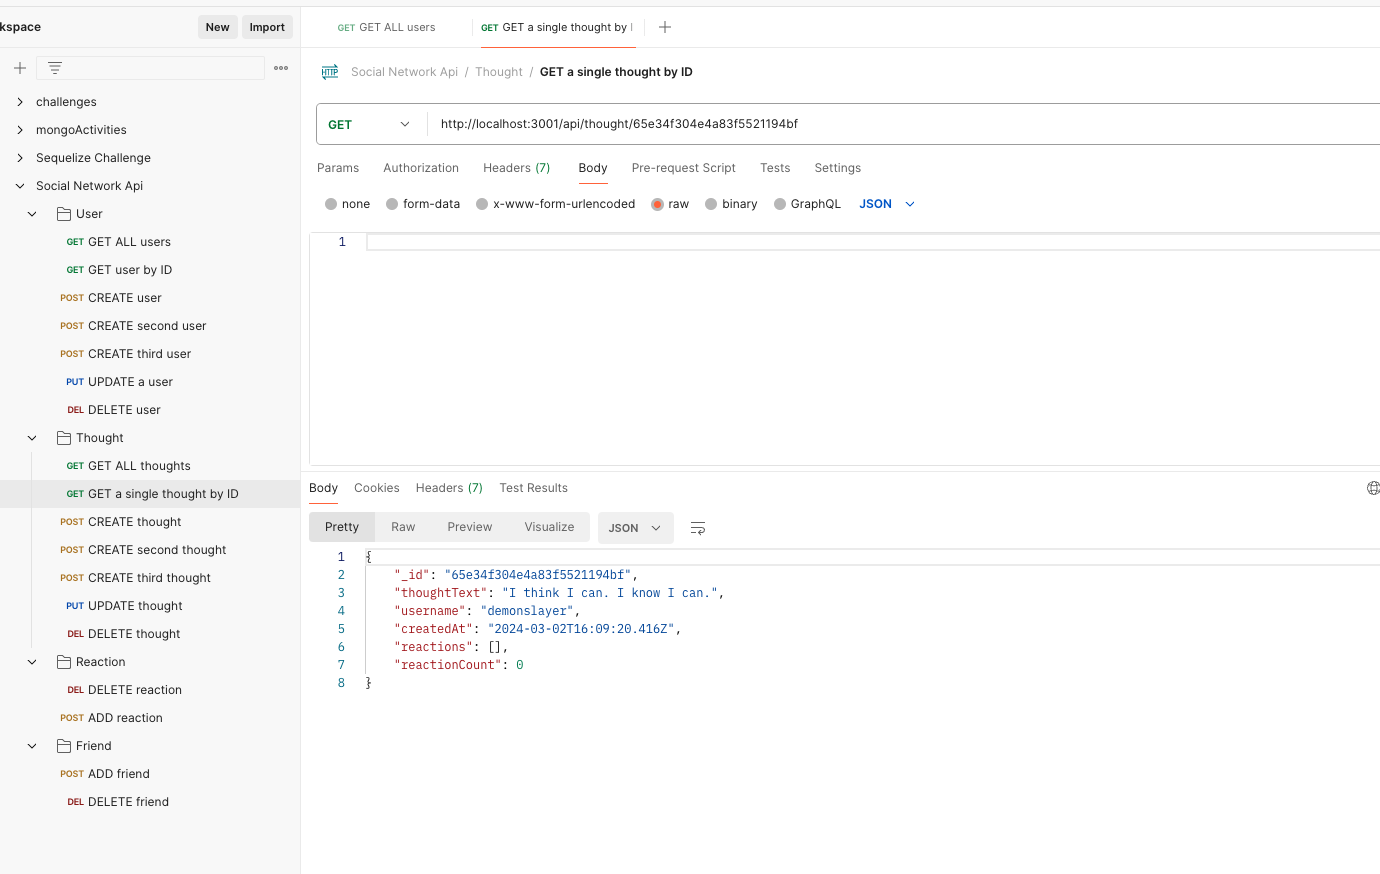 kspace New Import
GET GET ALL users GET GET a single thought by
HTTP Social Network Api / Thought / GET a single thought by ID
challenges
mongoActivities
Sequelize Challenge
Social Network Api
User
GET GET ALL users
GET GET user by ID
POST CREATE user
POST CREATE second user
POST CREATE third user
PUT UPDATE a user
DEL DELETE user
Thought
GET GET ALL thoughts
GET GET a single thought by ID
POST CREATE thought
POST CREATE second thought
POST CREATE third thought
PUT UPDATE thought
DEL DELETE thought
Reaction
DEL DELETE reaction
POST ADD reaction
Friend
POST ADD friend
DEL DELETE friend
GET http://localhost:3001/api/thought/65e34f304e4a83f5521194bf
Params Authorization Headers (7) Body Pre-request Script Tests Settings
none form-data x-www-form-urlencoded raw binary GraphQL JSON
1
Body Cookies Headers (7) Test Results
Pretty Raw Preview Visualize JSON
1 {
2 "_id": "65e34f304e4a83f5521194bf",
3 "thoughtText": "I think I can. I know I can.",
4 "username": "demonslayer",
5 "createdAt": "2024-03-02T16:09:20.416Z",
6 "reactions": [],
7 "reactionCount": 0
8 }